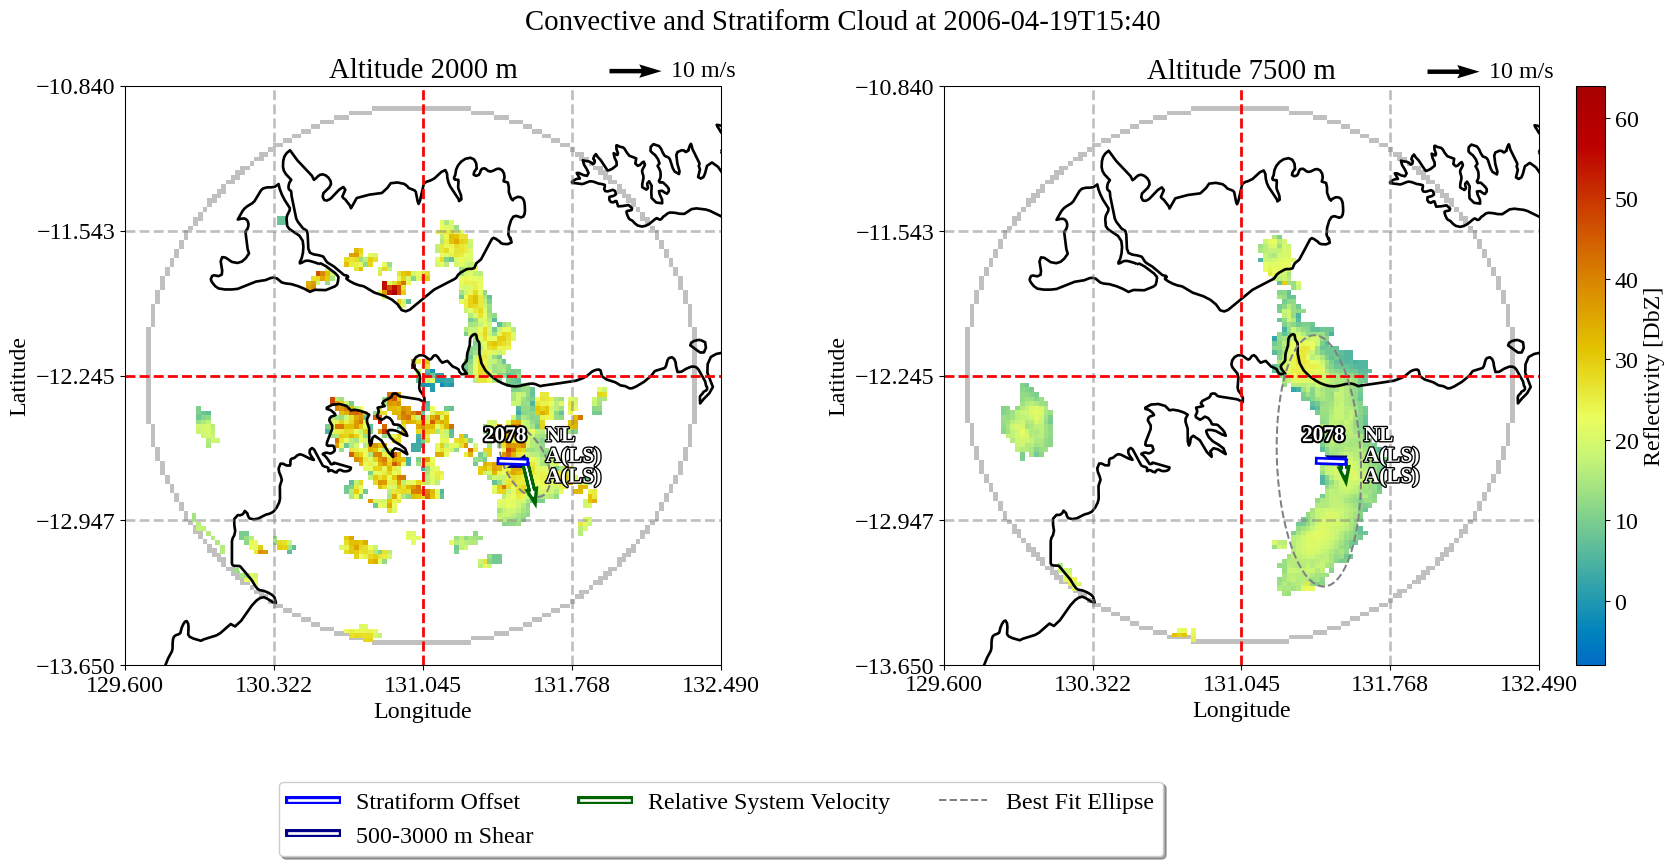 Convective and Stratiform Cloud at 2006-04-19T15:40
Altitude 2000 m
10 m/s
−10.840
−11.543
−12.245
−12.947
−13.650
Latitude
129.600
130.322
131.045
131.768
132.490
Longitude
2078
NL
A(LS)
A(LS)
Altitude 7500 m
10 m/s
−10.840
−11.543
−12.245
−12.947
−13.650
Latitude
129.600
130.322
131.045
131.768
132.490
Longitude
2078
NL
A(LS)
A(LS)
60
50
40
30
20
10
0
Reflectivity [DbZ]
Stratiform Offset
Relative System Velocity
Best Fit Ellipse
500-3000 m Shear